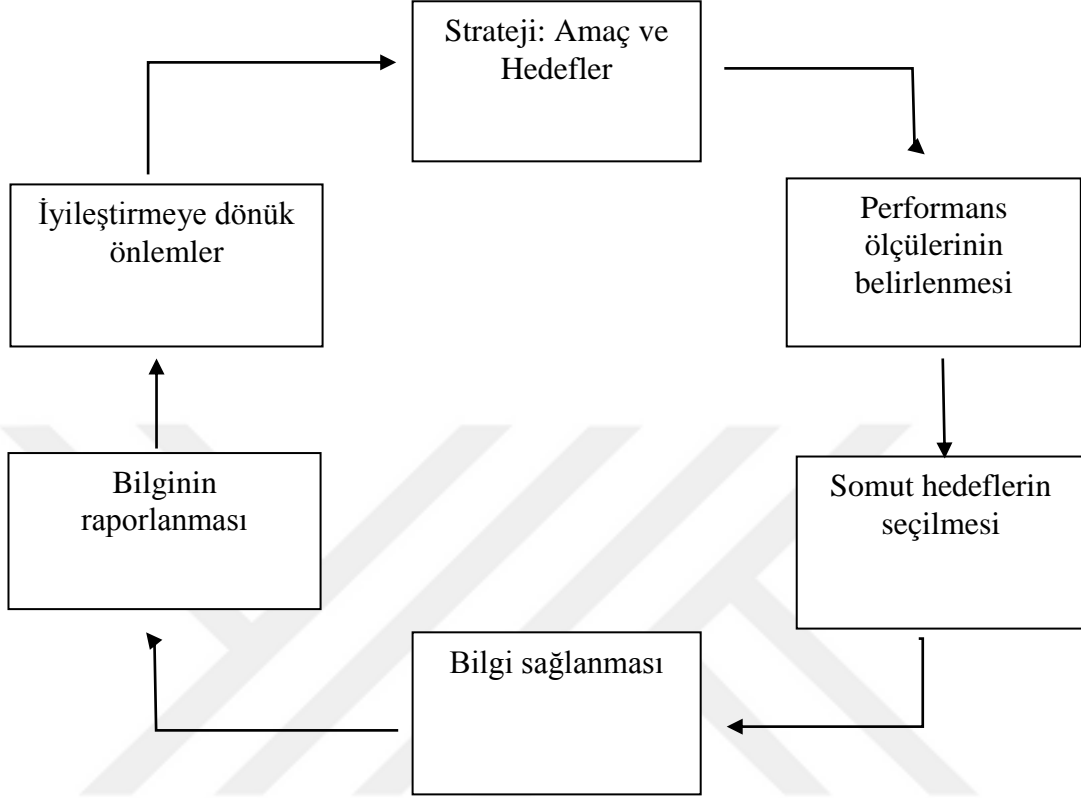 Strateji: Amaç ve
Hedefler
Performans
ölçülerinin
belirlenmesi
Somut hedeflerin
seçilmesi
Bilgi sağlanması
Bilginin
raporlanması
İyileştirmeye dönük
önlemler